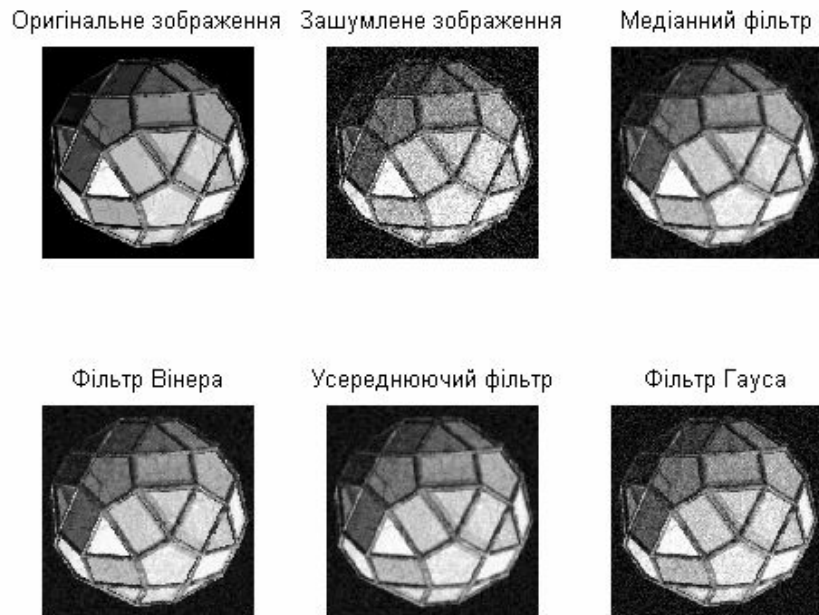 Оригінальне зображення
Зашумлене зображення
Медіанний фільтр
Фільтр Вінера
Усереднюючий фільтр
Фільтр Гауса